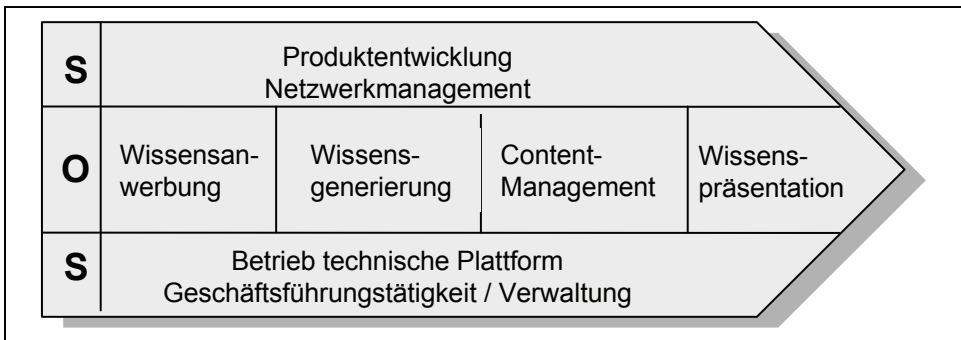 S
Produktentwicklung
Netzwerkmanagement
O
Wissensan-
werbung
Wissens-
generierung
Content-
Management
Wissens-
präsentation
S
Betrieb technische Plattform
Geschäftsführungstätigkeit / Verwaltung